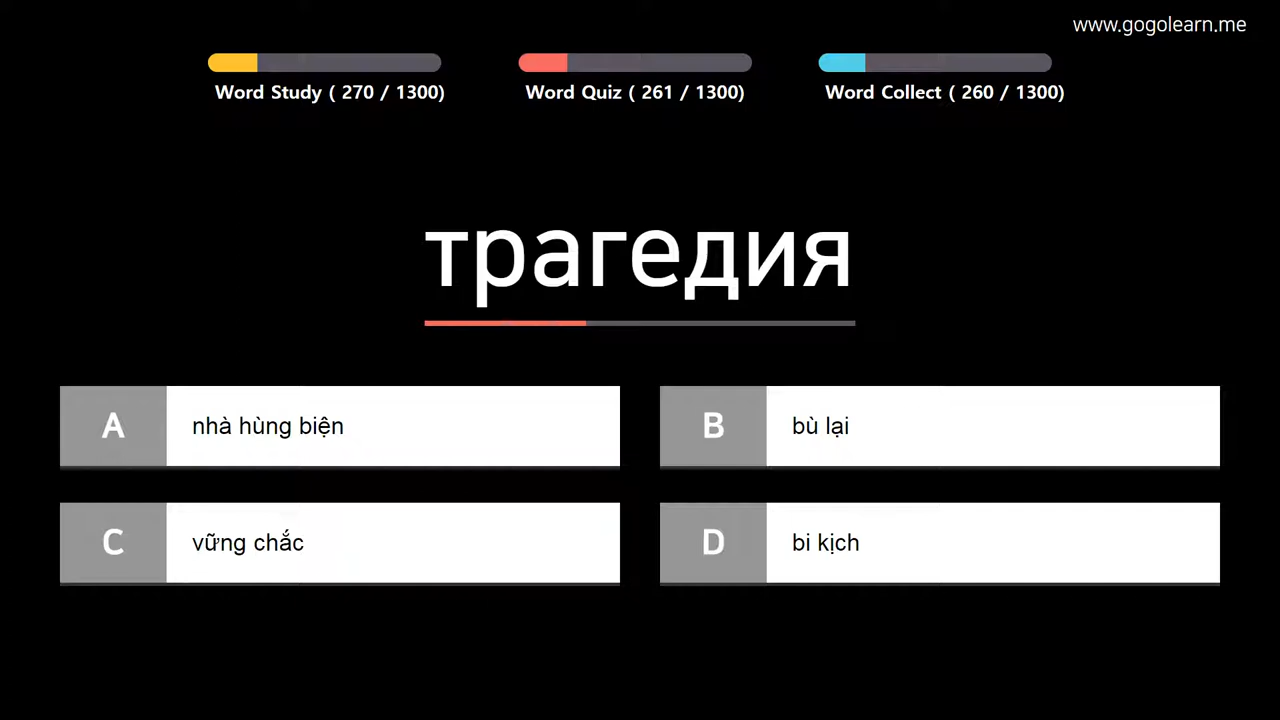 www.gogolearn.me
Word Study ( 270 / 1300)
Word Quiz ( 261 / 1300)
Word Collect ( 260 / 1300)
трагедия
A nhà hùng biện
B bù lại
C vững chắc
D bi kịch